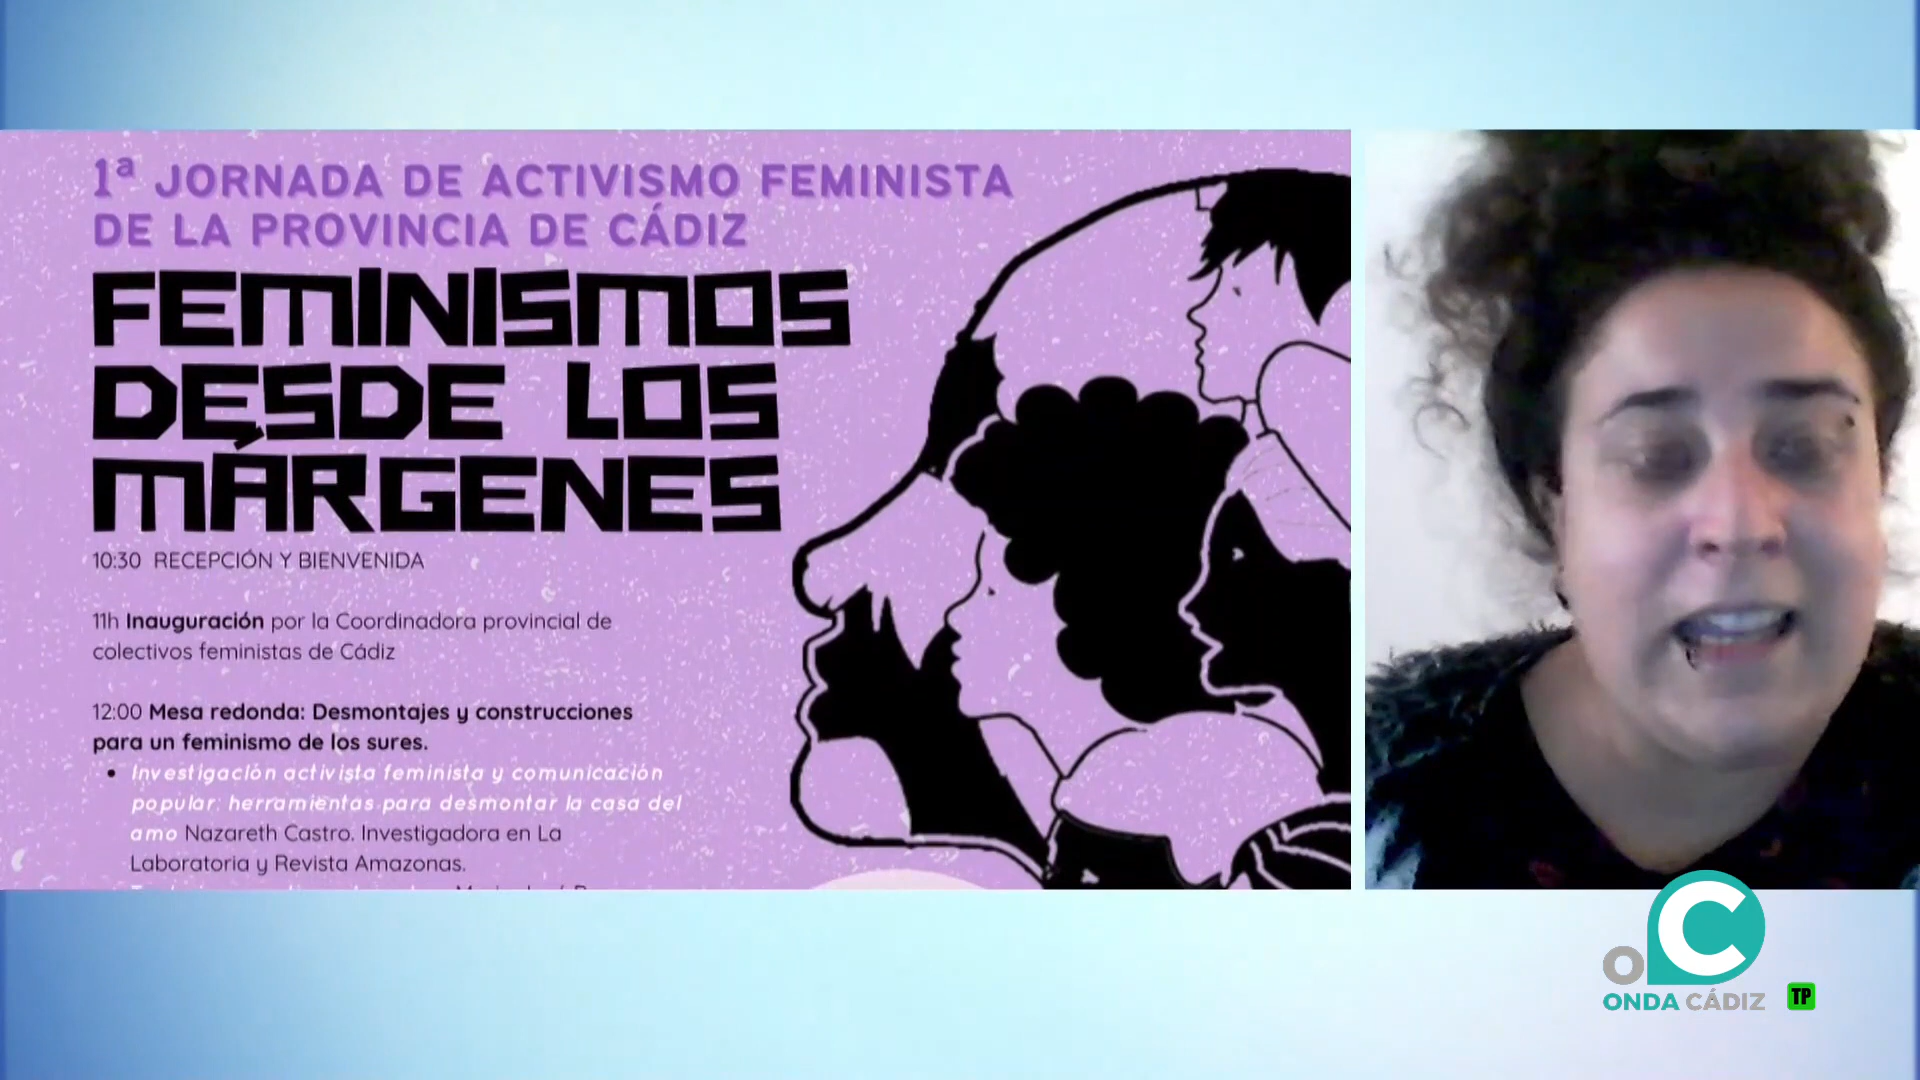 1ª JORNADA DE ACTIVISMO FEMINISTA
DE LA PROVINCIA DE CÁDIZ
FEMINISMOS
DESDE LOS
MÁRGENES
10:30 RECEPCIÓN Y BIENVENIDA
11h Inauguración por la Coordinadora provincial de
colectivos feministas de Cádiz
12:00 Mesa redonda: Desmontajes y construcciones
para un feminismo de los sures.
• Investigación activista feminista y comunicación
popular: herramientas para desmontar la casa del
amo Nazareth Castro. Investigadora en La
Laboratoria y Revista Amazonas.
OC
ONDA CÁDIZ TP